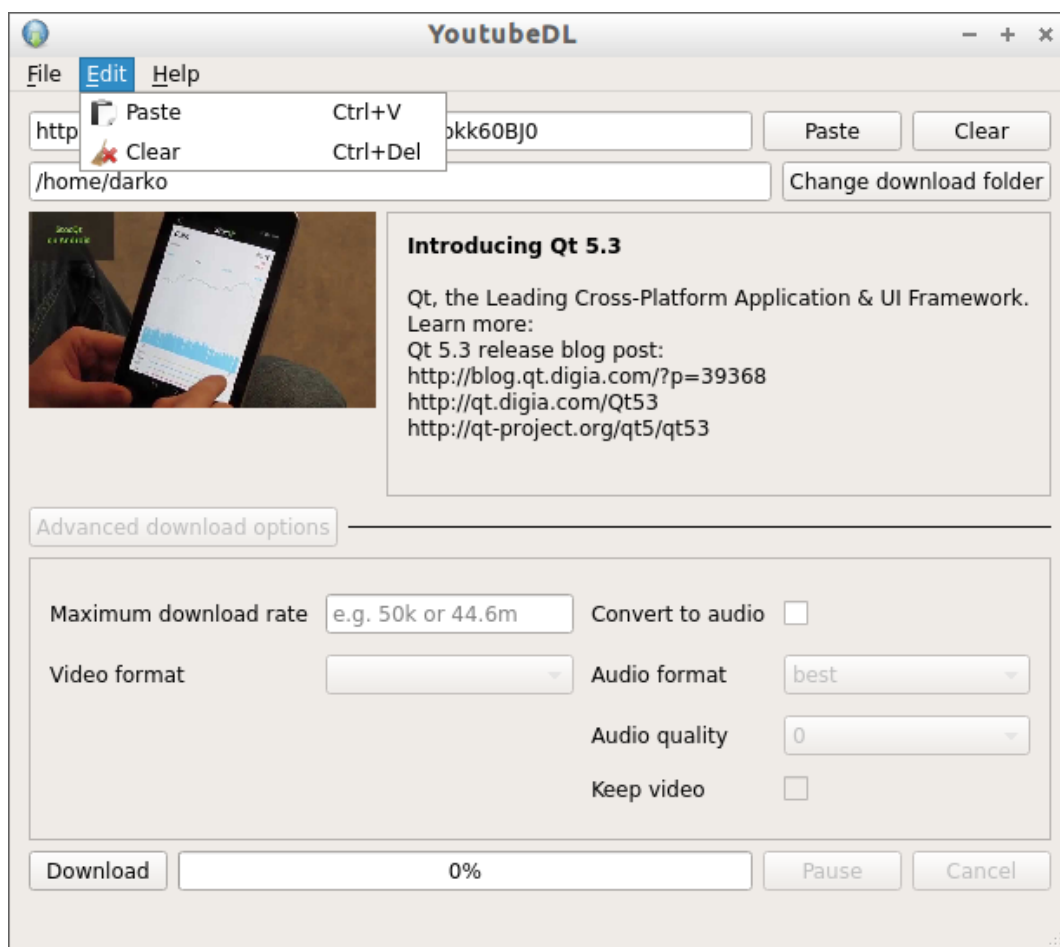 YoutubeDL
File Edit Help
Paste Ctrl+V
Clear Ctrl+Del
http
kk60BJ0
Paste Clear
/home/darko Change download folder
on Android
Introducing Qt 5.3
Qt, the Leading Cross-Platform Application & UI Framework.
Learn more:
Qt 5.3 release blog post:
http://blog.qt.digia.com/?p=39368
http://qt.digia.com/Qt53
http://qt-project.org/qt5/qt53
Advanced download options
Maximum download rate e.g. 50k or 44.6m Convert to audio
Video format Audio format best
Audio quality 0
Keep video
Download 0% Pause Cancel